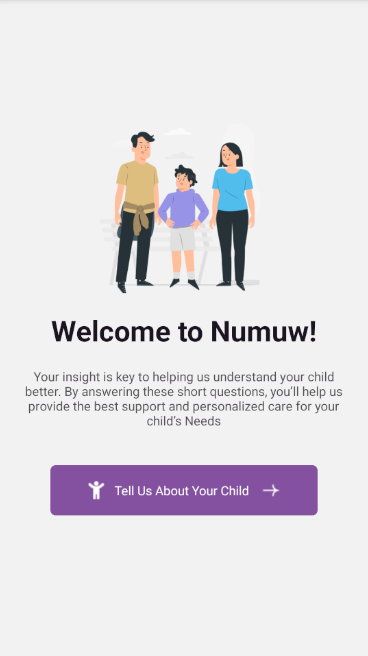 Welcome to Numuw!
Your insight is key to helping us understand your child
better. By answering these short questions, you'll help us
provide the best support and personalized care for your
child's Needs
Tell Us About Your Child